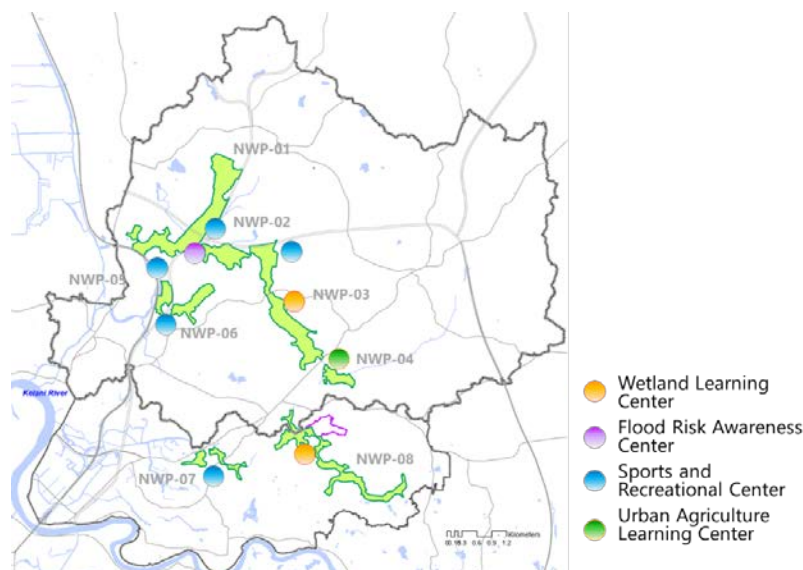 NWP-01
NWP-02
NWP-05
NWP-03
NWP-06
NWP-04
Kelani River
NWP-08
NWP-07
Kilometers
Wetland Learning
Center
Flood Risk Awareness
Center
Sports and
Recreational Center
Urban Agriculture
Learning Center